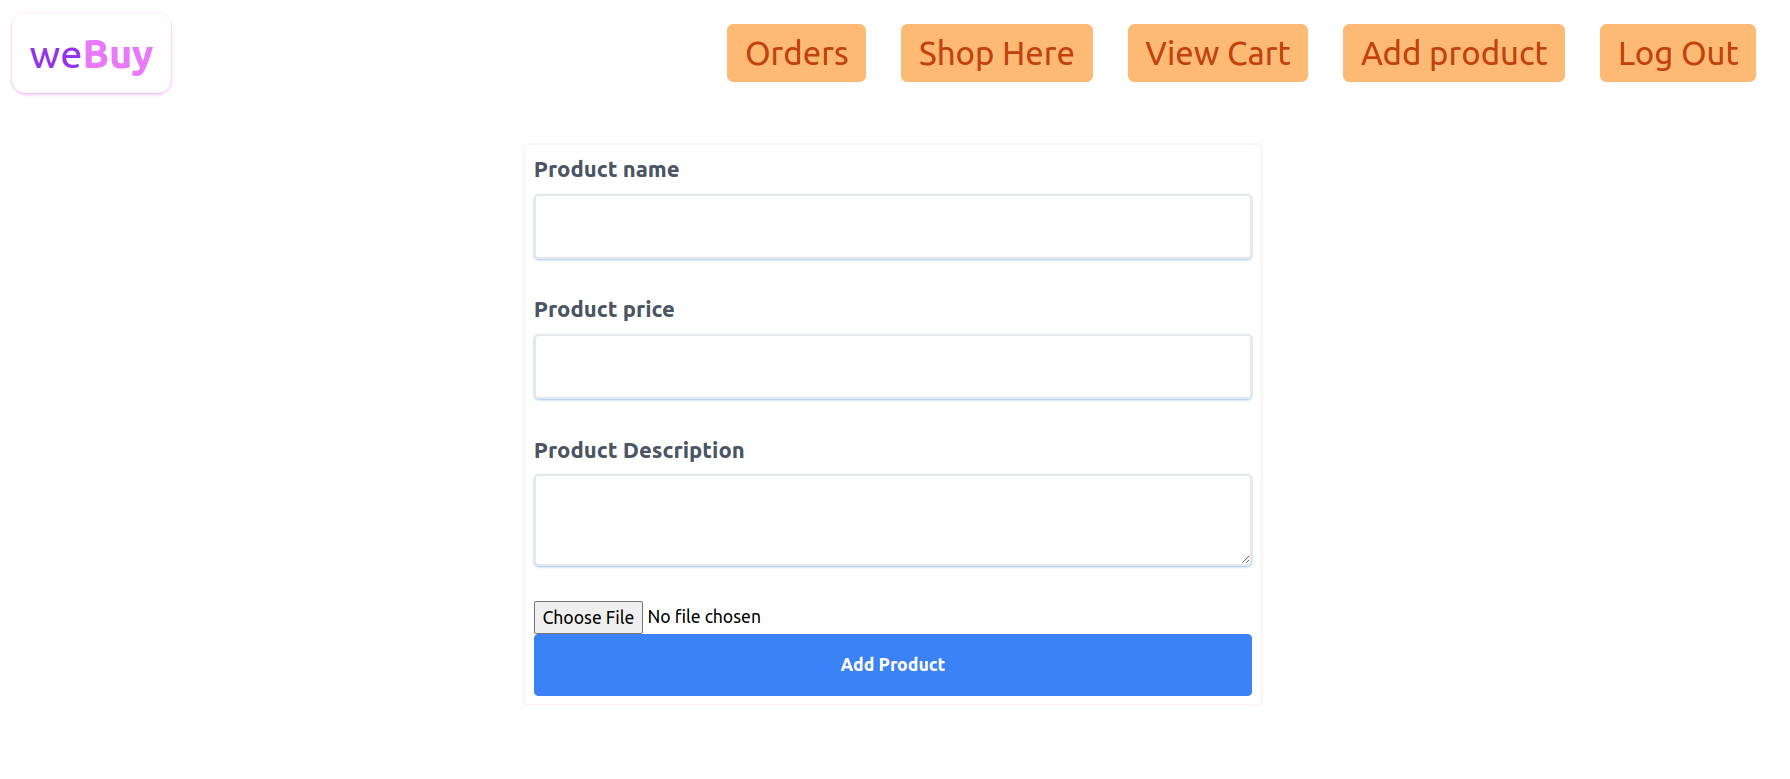 weBuy
Orders Shop Here View Cart Add product Log Out
Product name
Product price
Product Description
Choose File No file chosen
Add Product